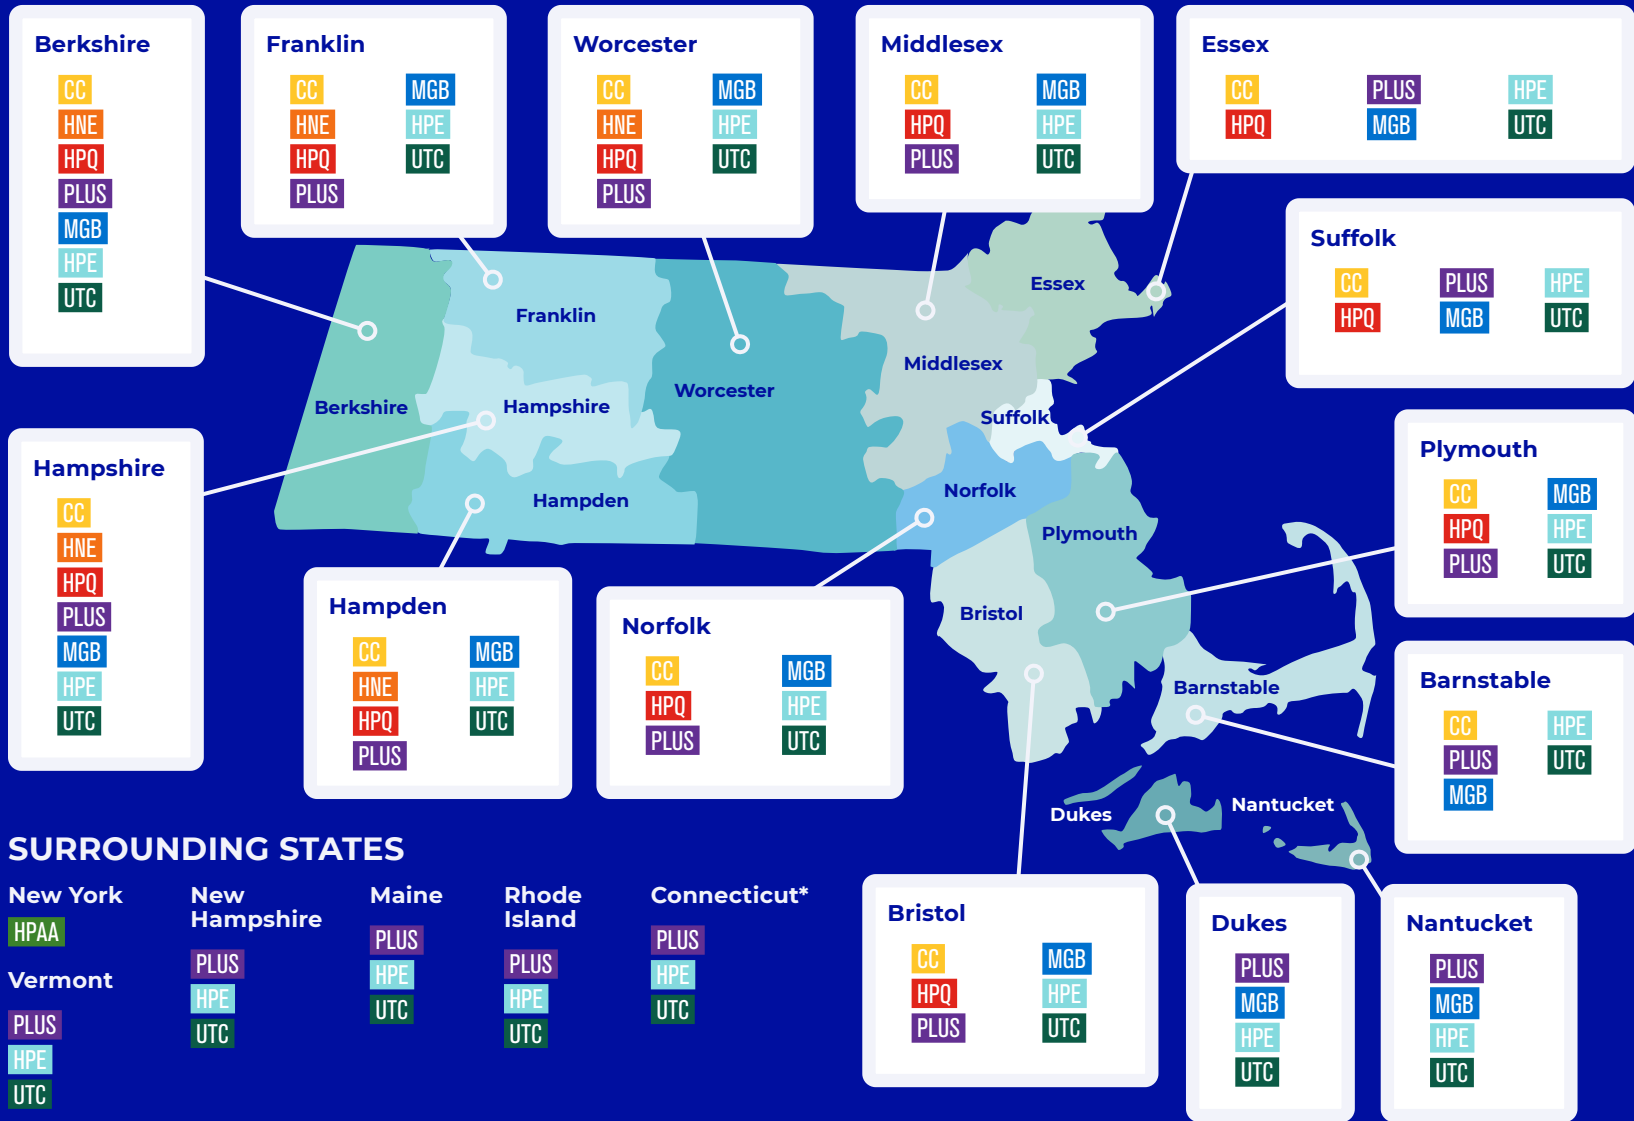 Berkshire
CC
HNE
HPQ
PLUS
MGB
HPE
UTC
Franklin
CC
HNE
HPQ
PLUS
MGB
HPE
UTC
Worcester
CC
HNE
HPQ
PLUS
MGB
HPE
UTC
Middlesex
CC
HPQ
PLUS
MGB
HPE
UTC
Essex
CC
HPQ
PLUS
MGB
HPE
UTC
Suffolk
CC
HPQ
PLUS
MGB
HPE
UTC
Essex
Franklin
Middlesex
Worcester
Berkshire
Hampshire
Suffolk
Hampden
Norfolk
Plymouth
Bristol
Barnstable
Dukes
Nantucket
Hampshire
CC
HNE
HPQ
PLUS
MGB
HPE
UTC
Hampden
CC
HNE
HPQ
PLUS
MGB
HPE
UTC
Norfolk
CC
HPQ
PLUS
MGB
HPE
UTC
Plymouth
CC
HPQ
PLUS
MGB
HPE
UTC
Barnstable
CC
PLUS
MGB
HPE
UTC
Bristol
CC
HPQ
PLUS
MGB
HPE
UTC
Dukes
PLUS
MGB
HPE
UTC
Nantucket
PLUS
MGB
HPE
UTC
SURROUNDING STATES
New York
HPAA
Vermont
PLUS
HPE
UTC
New
Hampshire
PLUS
HPE
UTC
Maine
PLUS
HPE
UTC
Rhode
Island
PLUS
HPE
UTC
Connecticut*
PLUS
HPE
UTC